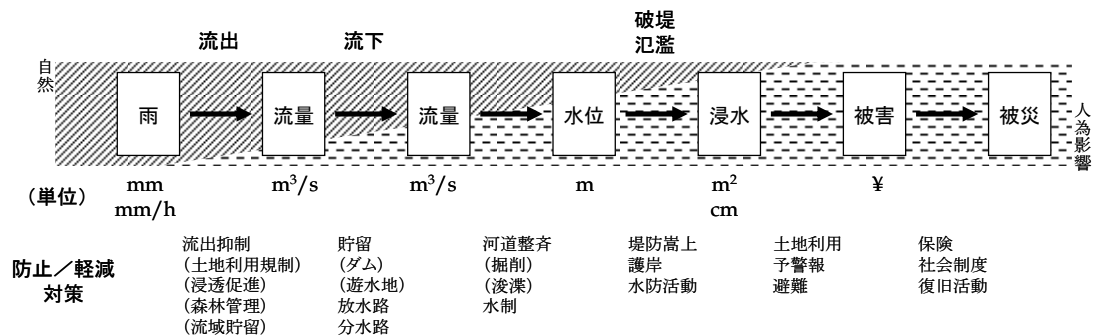 流出
流下
破堤
氾濫
自然
雨
流量
流量
水位
浸水
被害
被災
人為影響
(単位)
mm
mm/h
m³/s
m³/s
m
m²
cm
¥
防止／軽減
対策
流出抑制
(土地利用規制)
(浸透促進)
(森林管理)
(流域貯留)
貯留
(ダム)
(遊水地)
放水路
分水路
河道整斉
(掘削)
(浚渫)
水制
堤防嵩上
護岸
水防活動
土地利用
予警報
避難
保険
社会制度
復旧活動